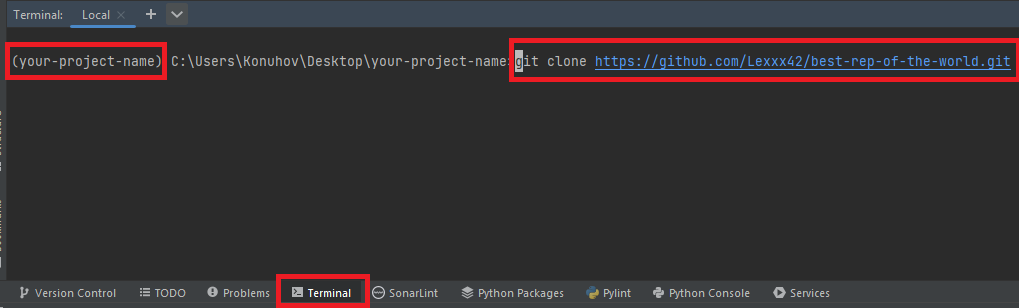 Terminal: Local × + 
(your-project-name) C:\Users\Konuhov\Desktop\your-project-name>git clone https://github.com/Lexxx42/best-rep-of-the-world.git
Version Control TODO Problems Terminal SonarLint Python Packages Pylint Python Console Services